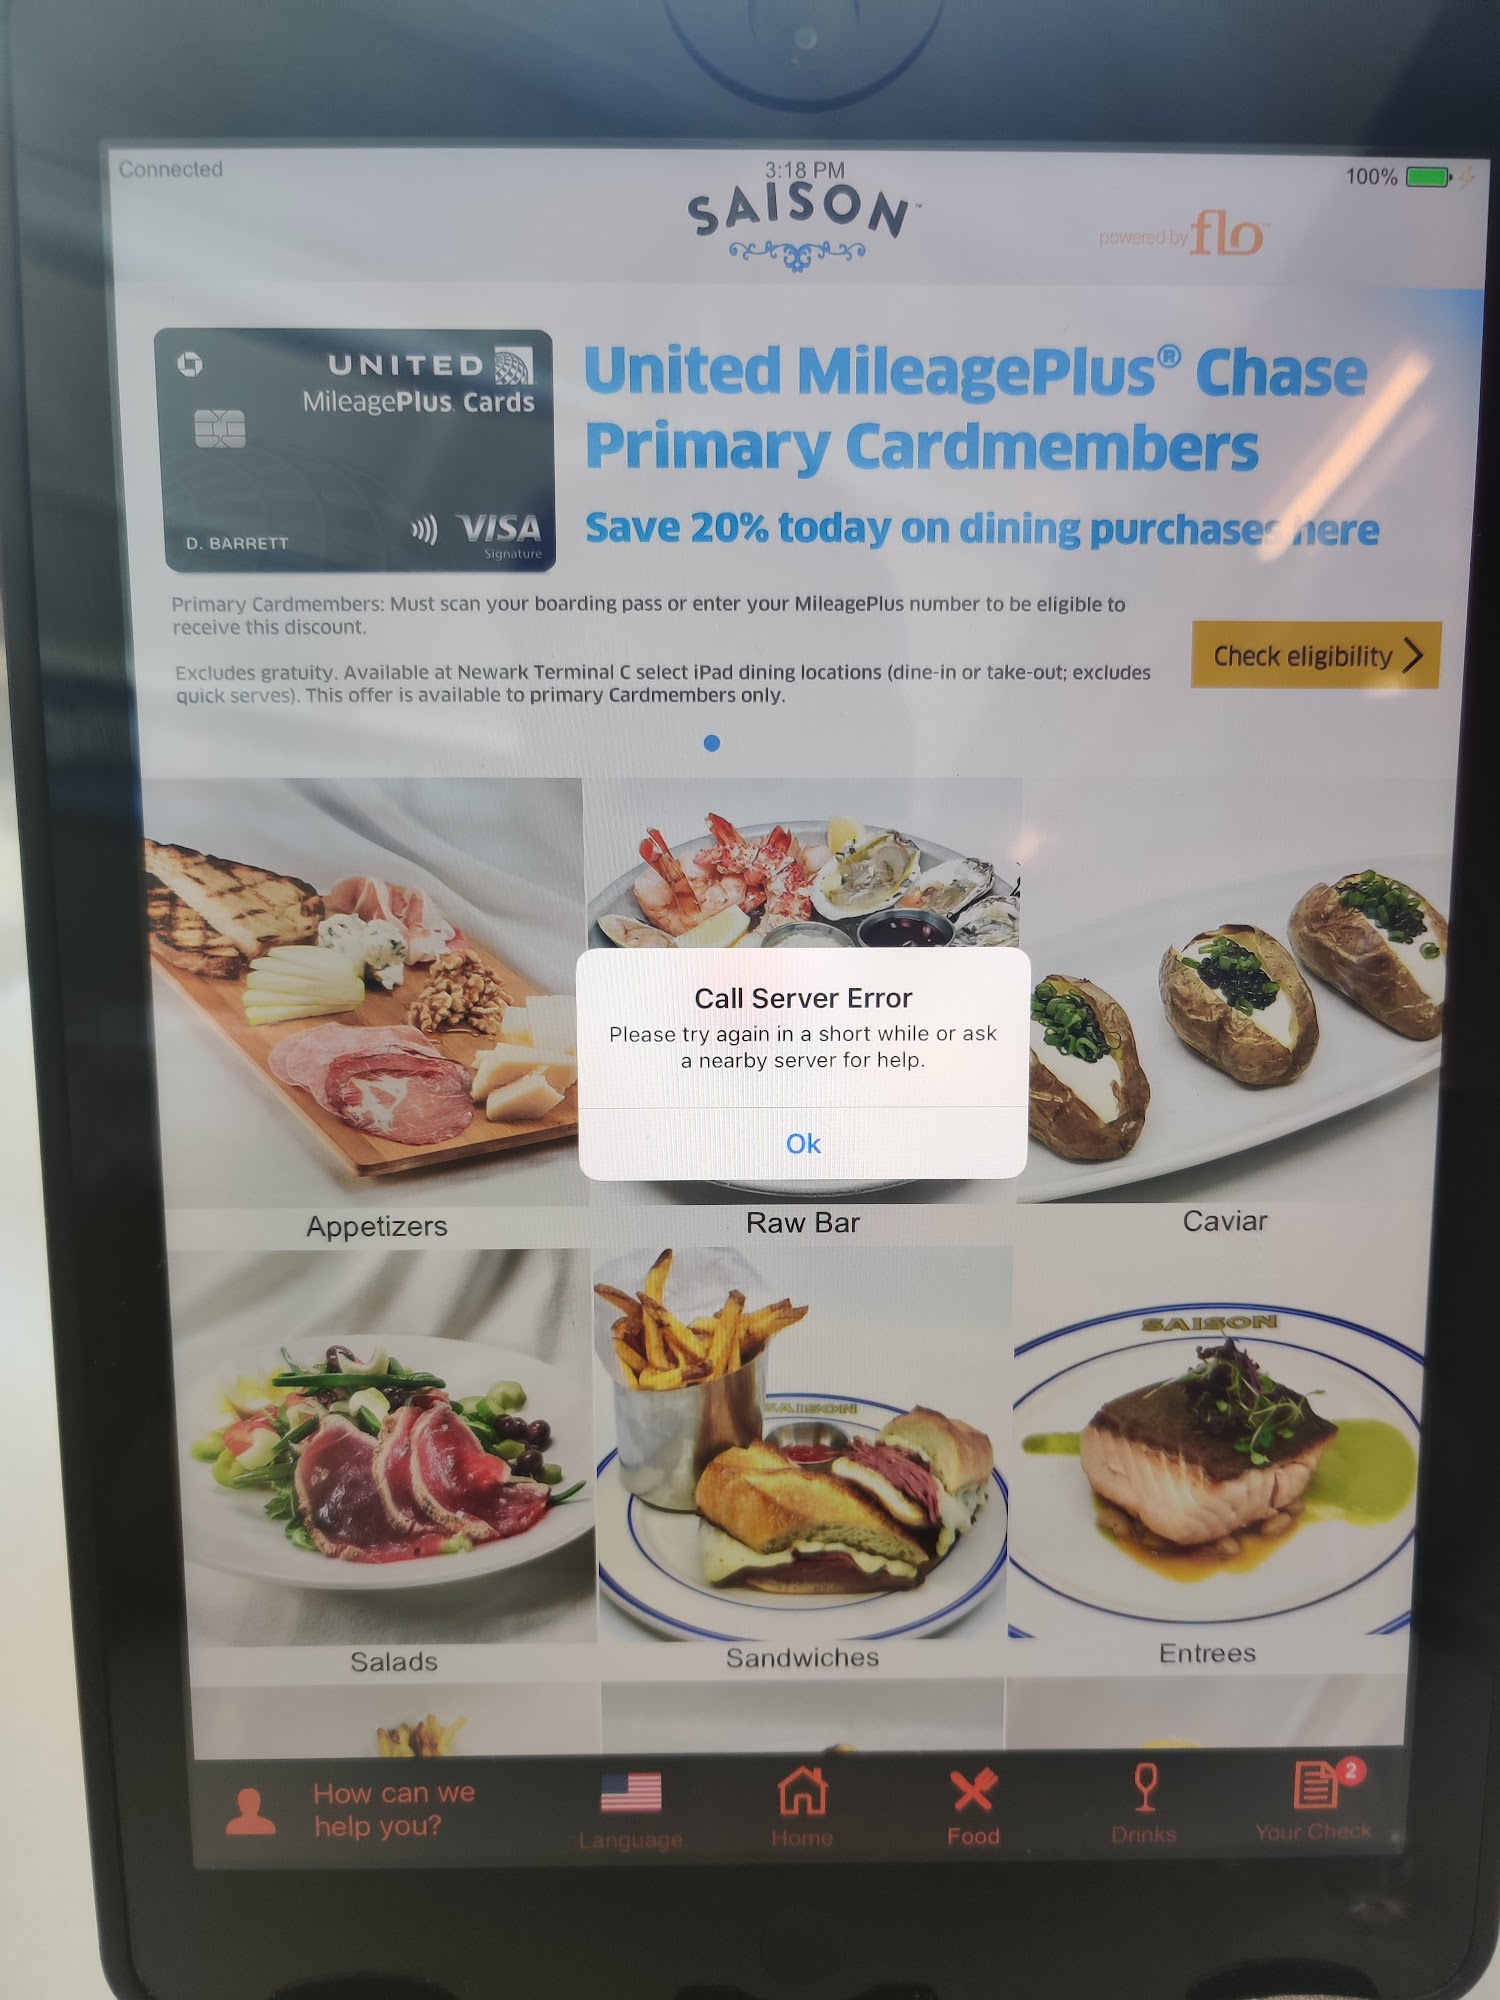 Connected
3:18 PM
100%
SAISON™
powered by flo™
UNITED
MileagePlus® Cards
D. BARRETT
VISA
Signature
United MileagePlus® Chase
Primary Cardmembers
Save 20% today on dining purchases here
Primary Cardmembers: Must scan your boarding pass or enter your MileagePlus number to be eligible to
receive this discount.
Excludes gratuity. Available at Newark Terminal C select iPad dining locations (dine-in or take-out; excludes
quick serves). This offer is available to primary Cardmembers only.
Check eligibility
Call Server Error
Please try again in a short while or ask
a nearby server for help.
Ok
Appetizers
Raw Bar
Caviar
SAISON
SAISON
Salads
Sandwiches
Entrees
How can we
help you?
Language
Home
Food
Drinks
2
Your Check